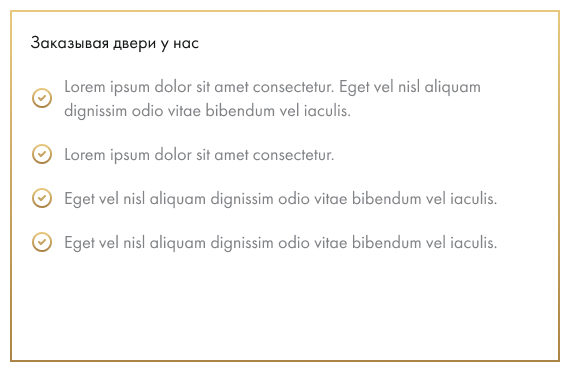 Заказывая двери у нас
Lorem ipsum dolor sit amet consectetur. Eget vel nisl aliquam
dignissim odio vitae bibendum vel iaculis.
Lorem ipsum dolor sit amet consectetur.
Eget vel nisl aliquam dignissim odio vitae bibendum vel iaculis.
Eget vel nisl aliquam dignissim odio vitae bibendum vel iaculis.